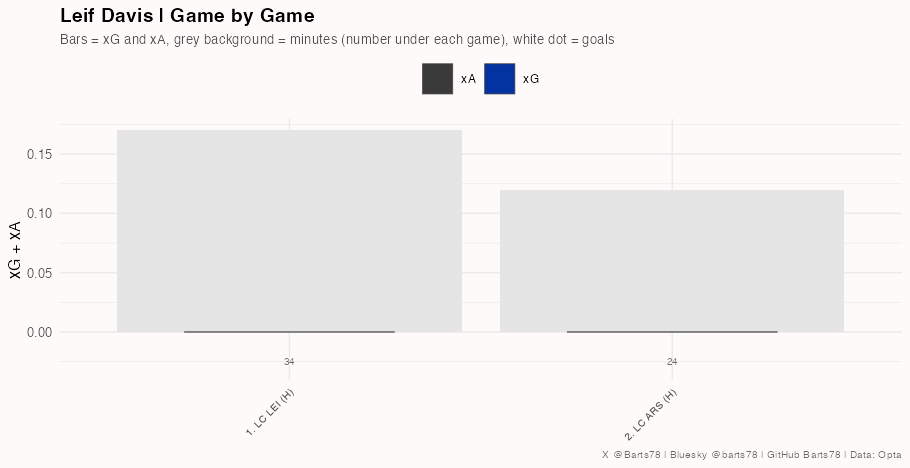 Leif Davis | Game by Game
Bars = xG and xA, grey background = minutes (number under each game), white dot = goals
xA
xG
xG + xA
0.15
0.10
0.05
0.00
34
24
1. LC LEI (H)
2. LC ARS (H)
X @Barts78 | Bluesky @barts78 | GitHub Barts78 | Data: Opta